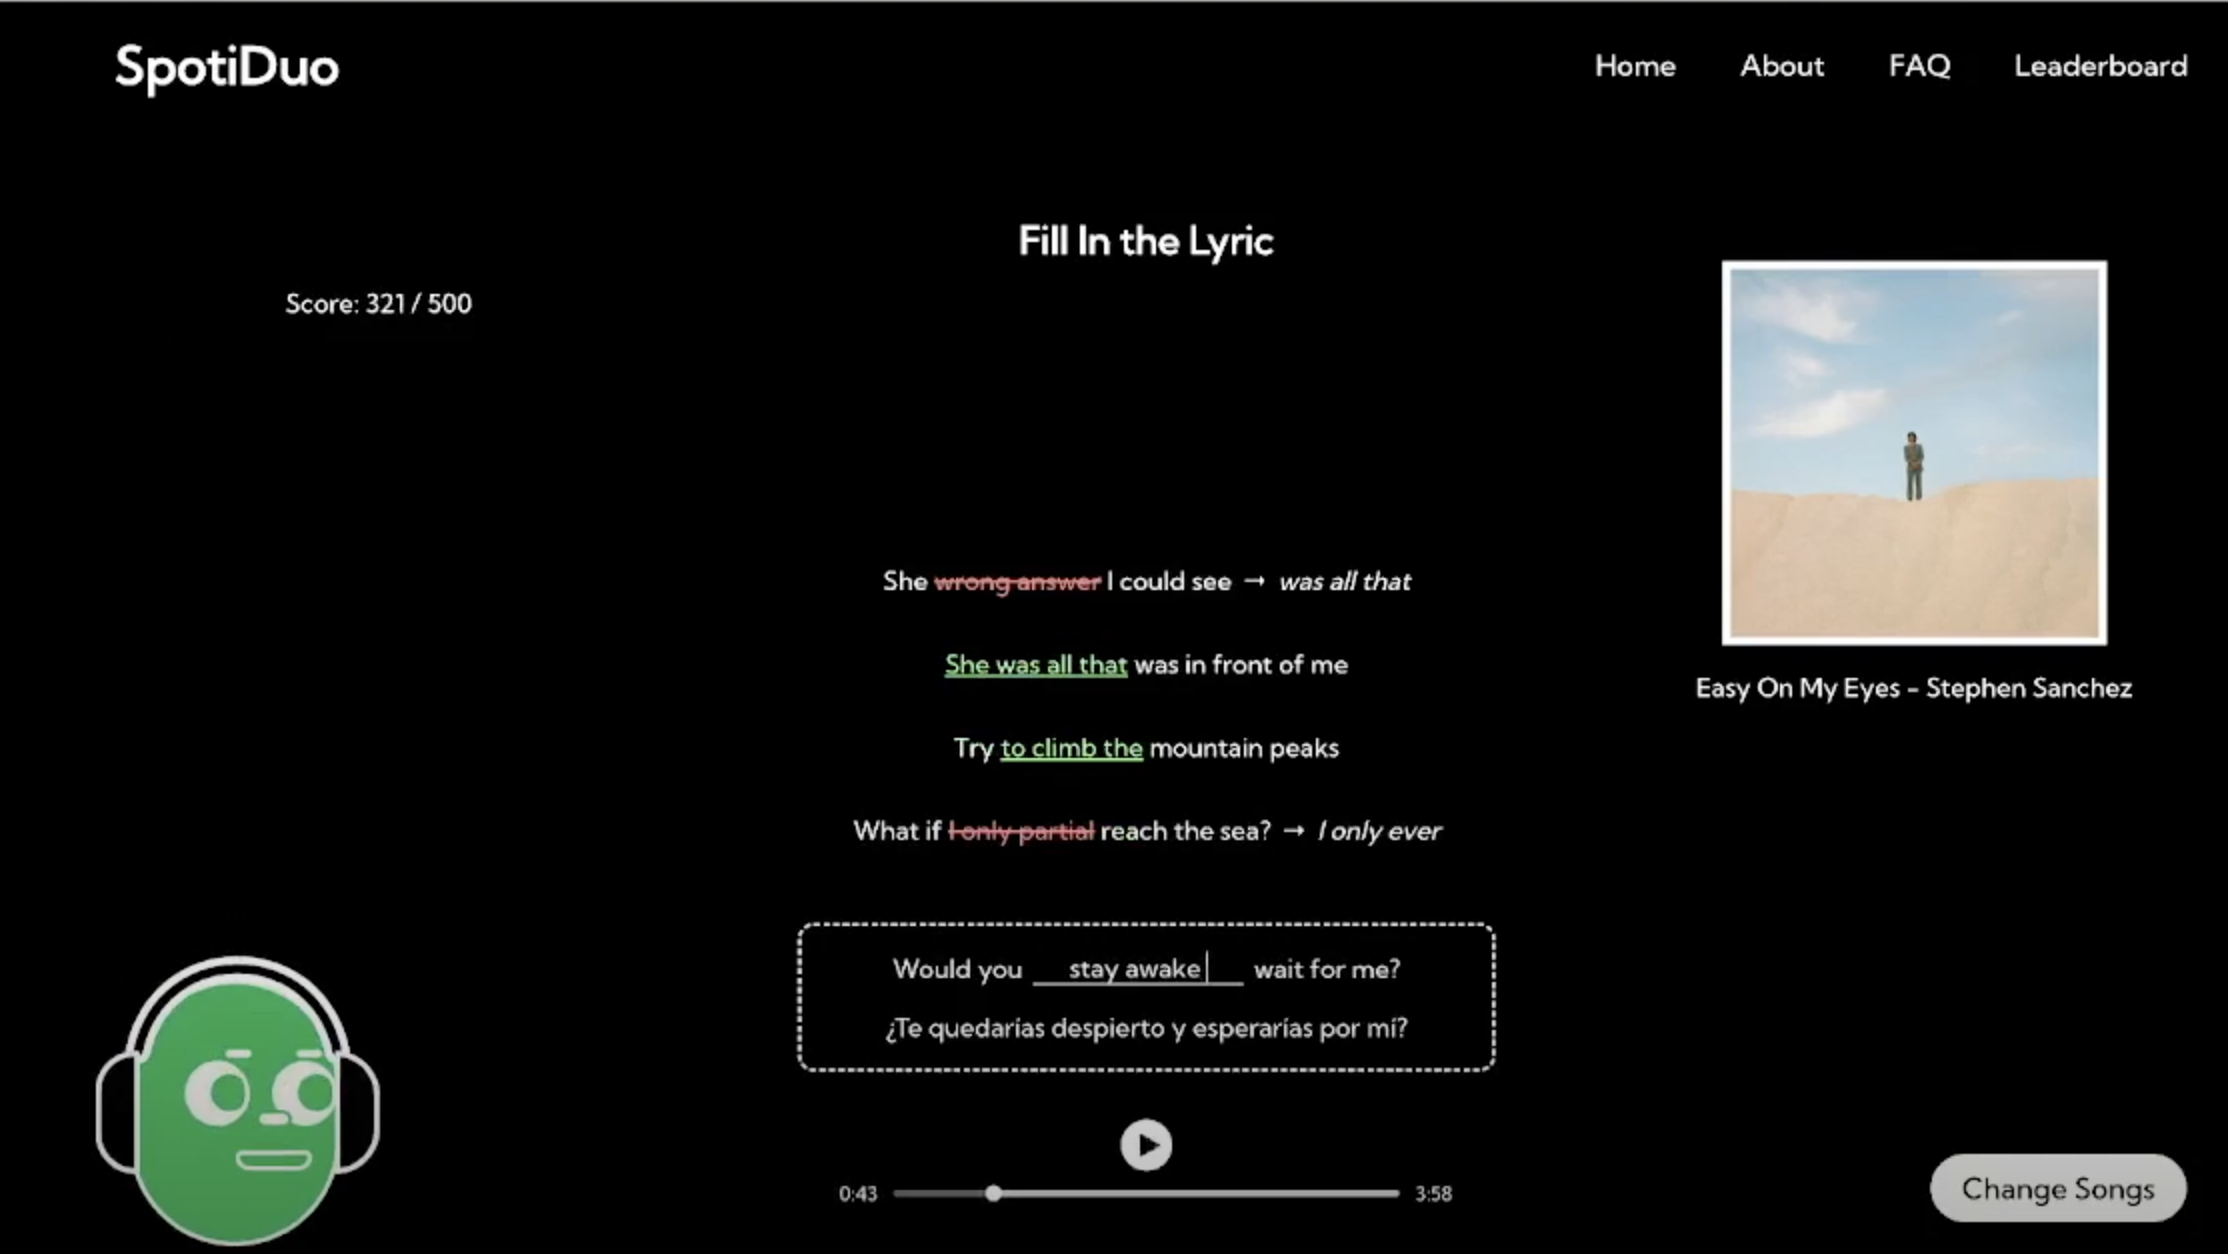 SpotiDuo
Home About FAQ Leaderboard
Fill In the Lyric
Score: 321 / 500
She wrong answer I could see → was all that
She was all that was in front of me
Try to climb the mountain peaks
What if I only partial reach the sea? → I only ever
Easy On My Eyes - Stephen Sanchez
Would you stay awake wait for me?
¿Te quedarías despierto y esperarías por mí?
0:43 3:58
Change Songs